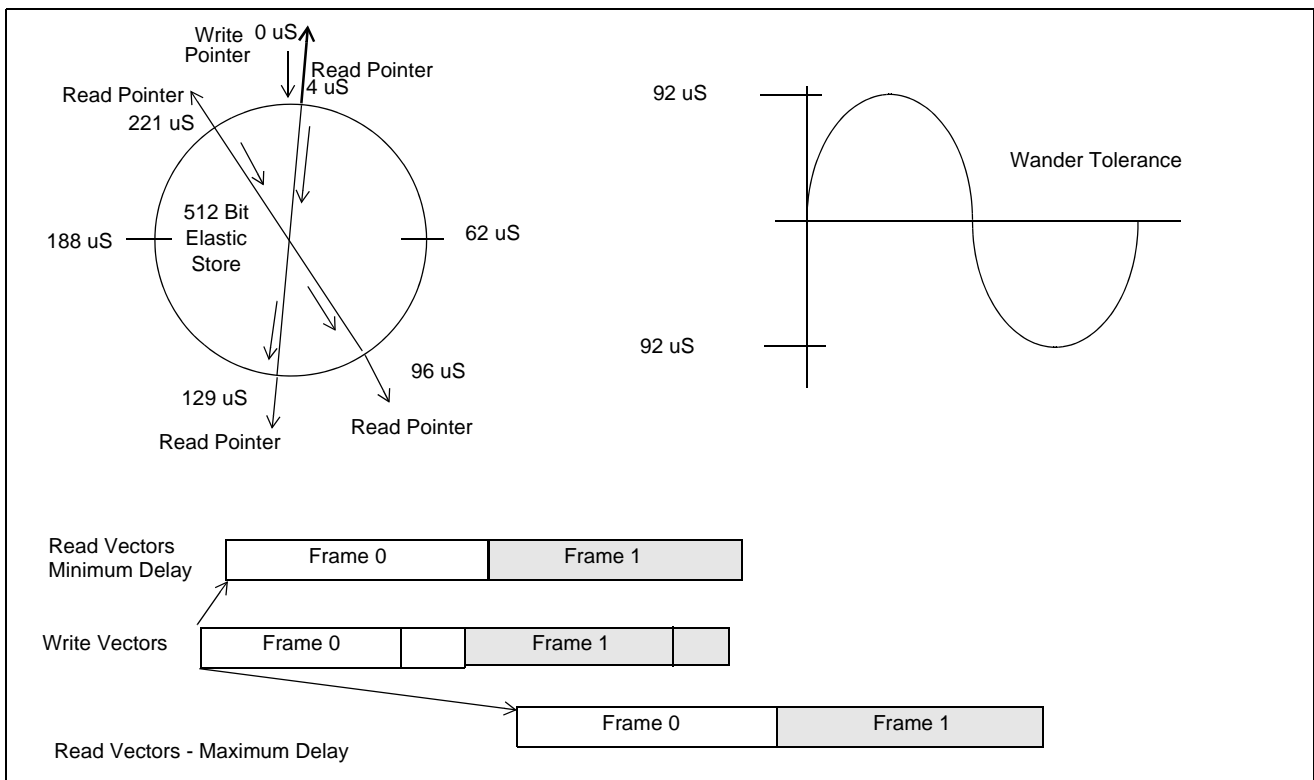 Write 0 uS
Pointer
Read Pointer
4 uS
Read Pointer
221 uS
512 Bit
Elastic
Store
188 uS
62 uS
96 uS
129 uS
Read Pointer
Read Pointer
92 uS
Wander Tolerance
92 uS
Read Vectors
Minimum Delay
Frame 0
Frame 1
Write Vectors
Frame 0
Frame 1
Frame 0
Frame 1
Read Vectors - Maximum Delay